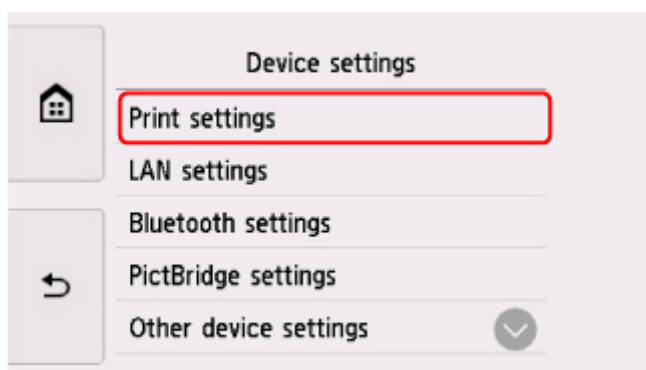 Device settings
Print settings
LAN settings
Bluetooth settings
PictBridge settings
Other device settings